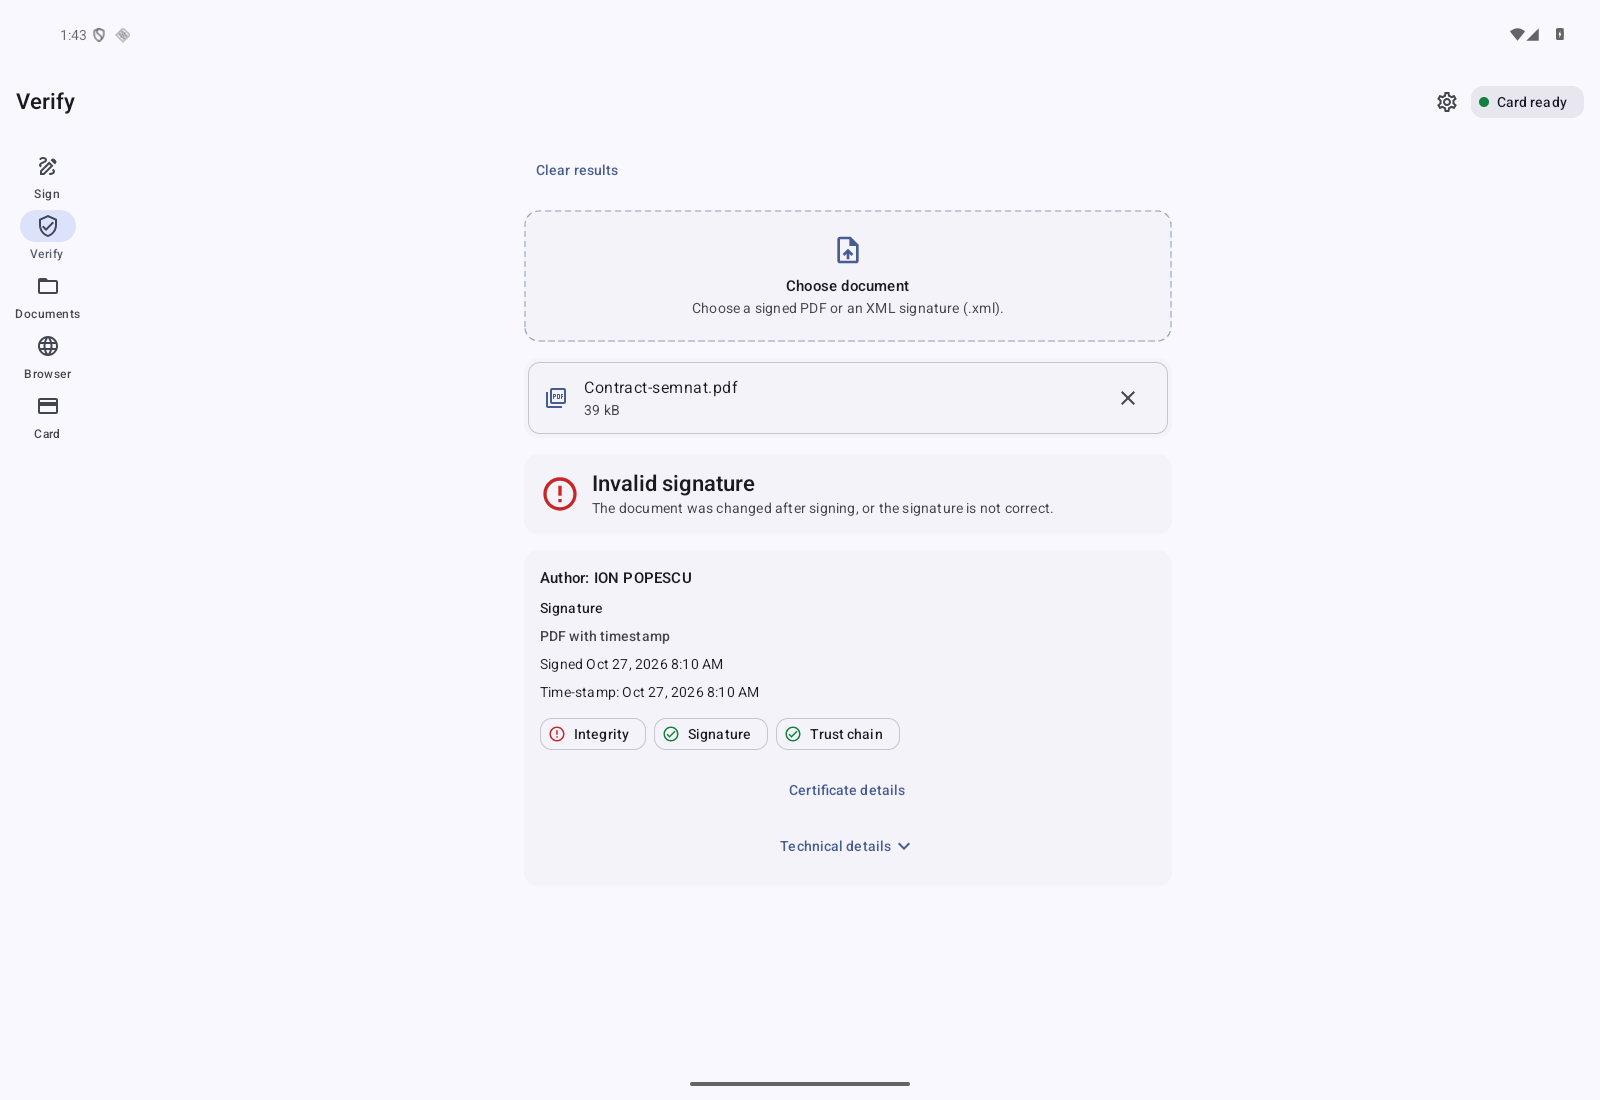 1:43
Verify
Card ready
Sign
Verify
Documents
Browser
Card
Clear results
Choose document
Choose a signed PDF or an XML signature (.xml).
PDF
Contract-semnat.pdf
39 kB
Invalid signature
The document was changed after signing, or the signature is not correct.
Author: ION POPESCU
Signature
PDF with timestamp
Signed Oct 27, 2026 8:10 AM
Time-stamp: Oct 27, 2026 8:10 AM
Integrity
Signature
Trust chain
Certificate details
Technical details